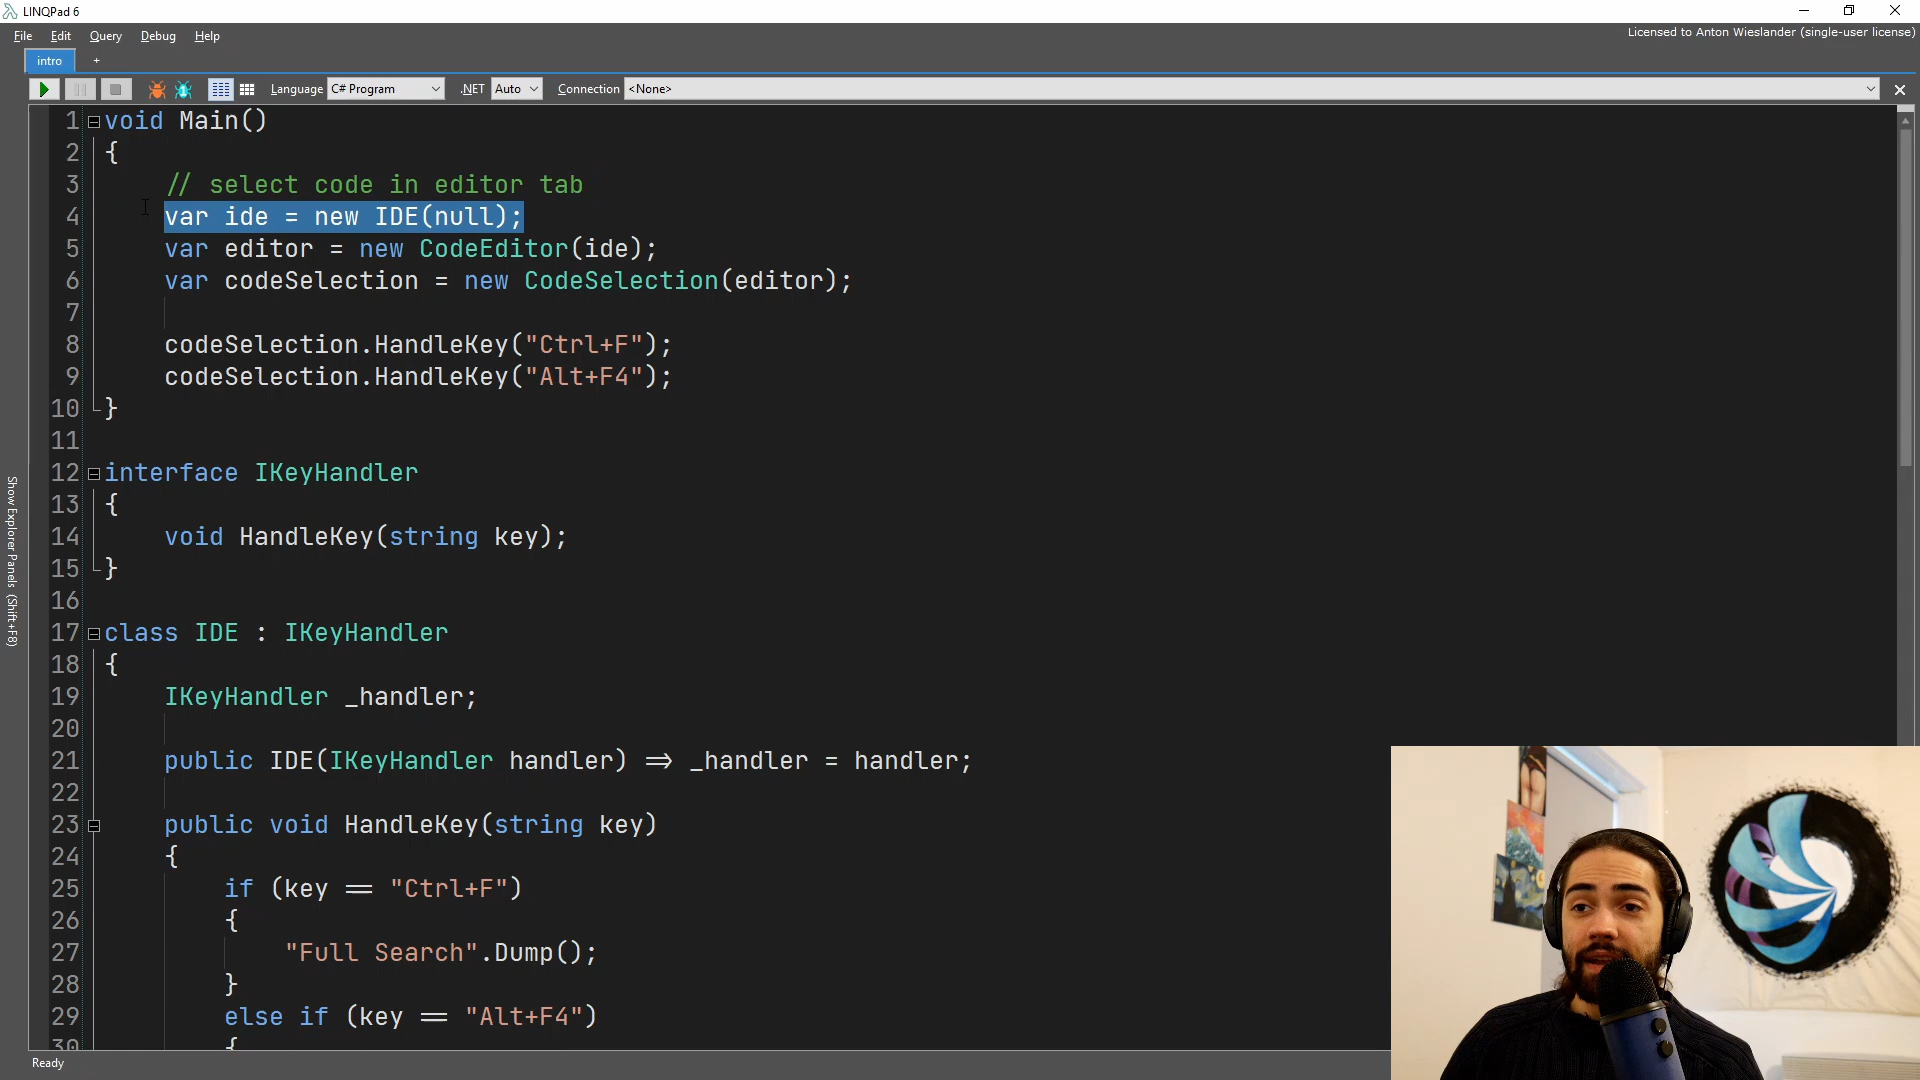 LINQPad 6
File Edit Query Debug Help
Licensed to Anton Wieslander (single-user license)
intro +
Language C# Program .NET Auto Connection <None>
Show Explorer Panels (Shift+F8)
1 void Main()
2 {
3 // select code in editor tab
4 var ide = new IDE(null);
5 var editor = new CodeEditor(ide);
6 var codeSelection = new CodeSelection(editor);
7
8 codeSelection.HandleKey("Ctrl+F");
9 codeSelection.HandleKey("Alt+F4");
10 }
11
12 interface IKeyHandler
13 {
14 void HandleKey(string key);
15 }
16
17 class IDE : IKeyHandler
18 {
19 IKeyHandler _handler;
20
21 public IDE(IKeyHandler handler) => _handler = handler;
22
23 public void HandleKey(string key)
24 {
25 if (key == "Ctrl+F")
26 {
27 "Full Search".Dump();
28 }
29 else if (key == "Alt+F4")
30 {
Ready